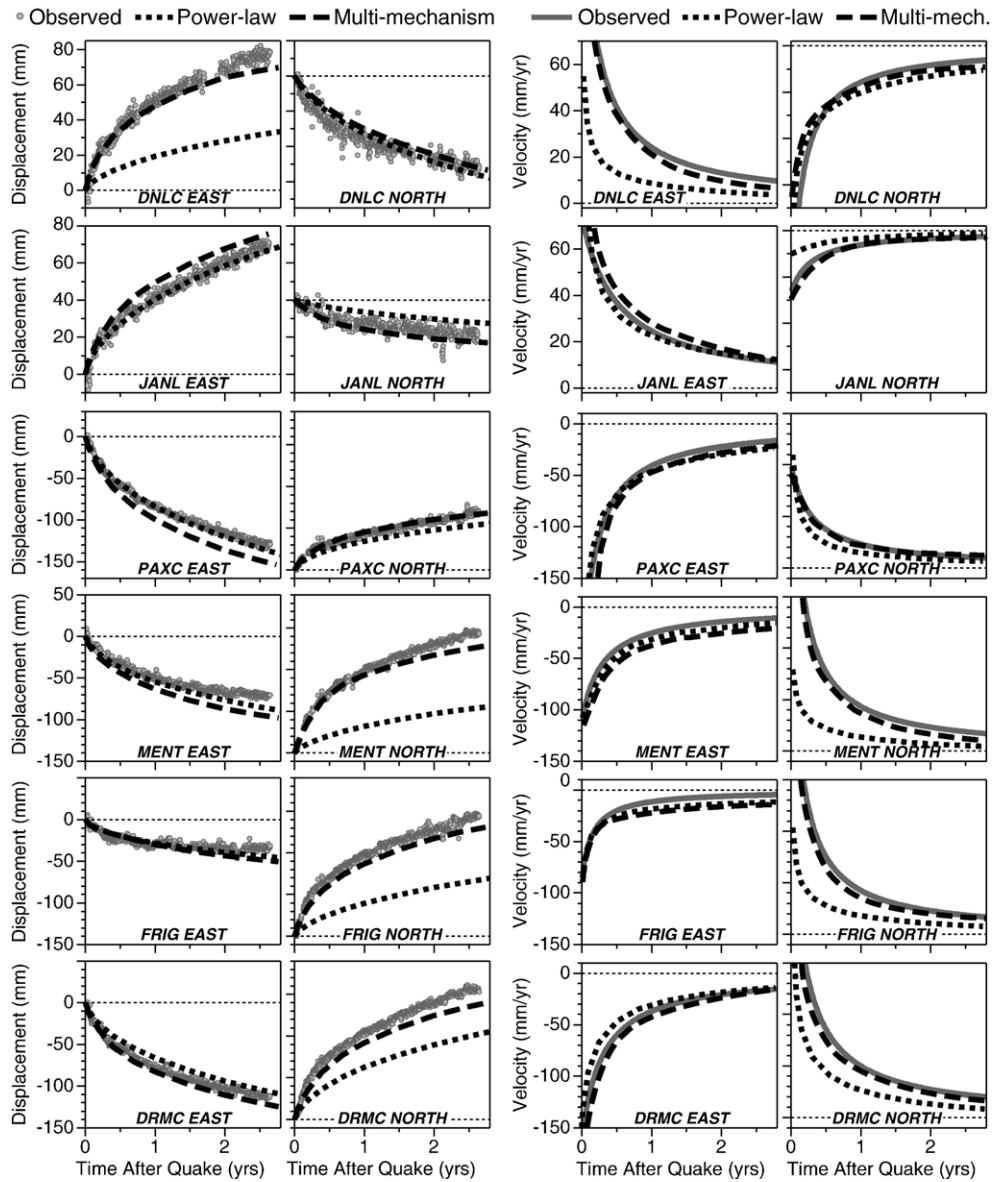 Observed Power-law Multi-mechanism
Observed Power-law Multi-mech.
Displacement (mm)
80
60
40
20
0
DNLC EAST
DNLC NORTH
Velocity (mm/yr)
60
40
20
0
DNLC EAST
DNLC NORTH
Displacement (mm)
80
60
40
20
0
JANL EAST
JANL NORTH
Velocity (mm/yr)
60
40
20
0
JANL EAST
JANL NORTH
Displacement (mm)
0
-50
-100
-150
PAXC EAST
PAXC NORTH
Velocity (mm/yr)
0
-50
-100
-150
PAXC EAST
PAXC NORTH
Displacement (mm)
50
0
-50
-100
-150
MENT EAST
MENT NORTH
Velocity (mm/yr)
0
-50
-100
-150
MENT EAST
MENT NORTH
Displacement (mm)
0
-50
-100
-150
FRIG EAST
FRIG NORTH
Velocity (mm/yr)
0
-50
-100
-150
FRIG EAST
FRIG NORTH
Displacement (mm)
0
-50
-100
-150
DRMC EAST
DRMC NORTH
Velocity (mm/yr)
0
-50
-100
-150
DRMC EAST
DRMC NORTH
0 1 2
0 1 2
0 1 2
0 1 2
Time After Quake (yrs)
Time After Quake (yrs)
Time After Quake (yrs)
Time After Quake (yrs)